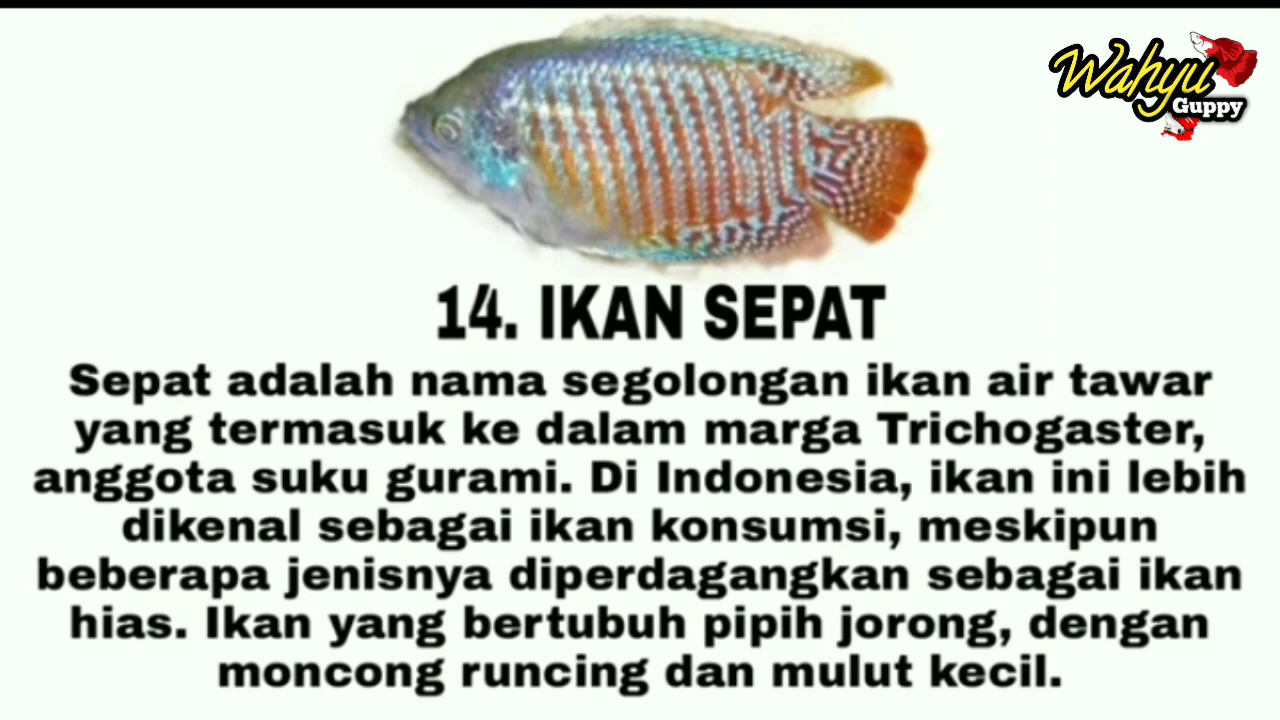 Wahyu
Guppy
14. IKAN SEPAT
Sepat adalah nama segolongan ikan air tawar
yang termasuk ke dalam marga Trichogaster,
anggota suku gurami. Di Indonesia, ikan ini lebih
dikenal sebagai ikan konsumsi, meskipun
beberapa jenisnya diperdagangkan sebagai ikan
hias. Ikan yang bertubuh pipih jorong, dengan
moncong runcing dan mulut kecil.